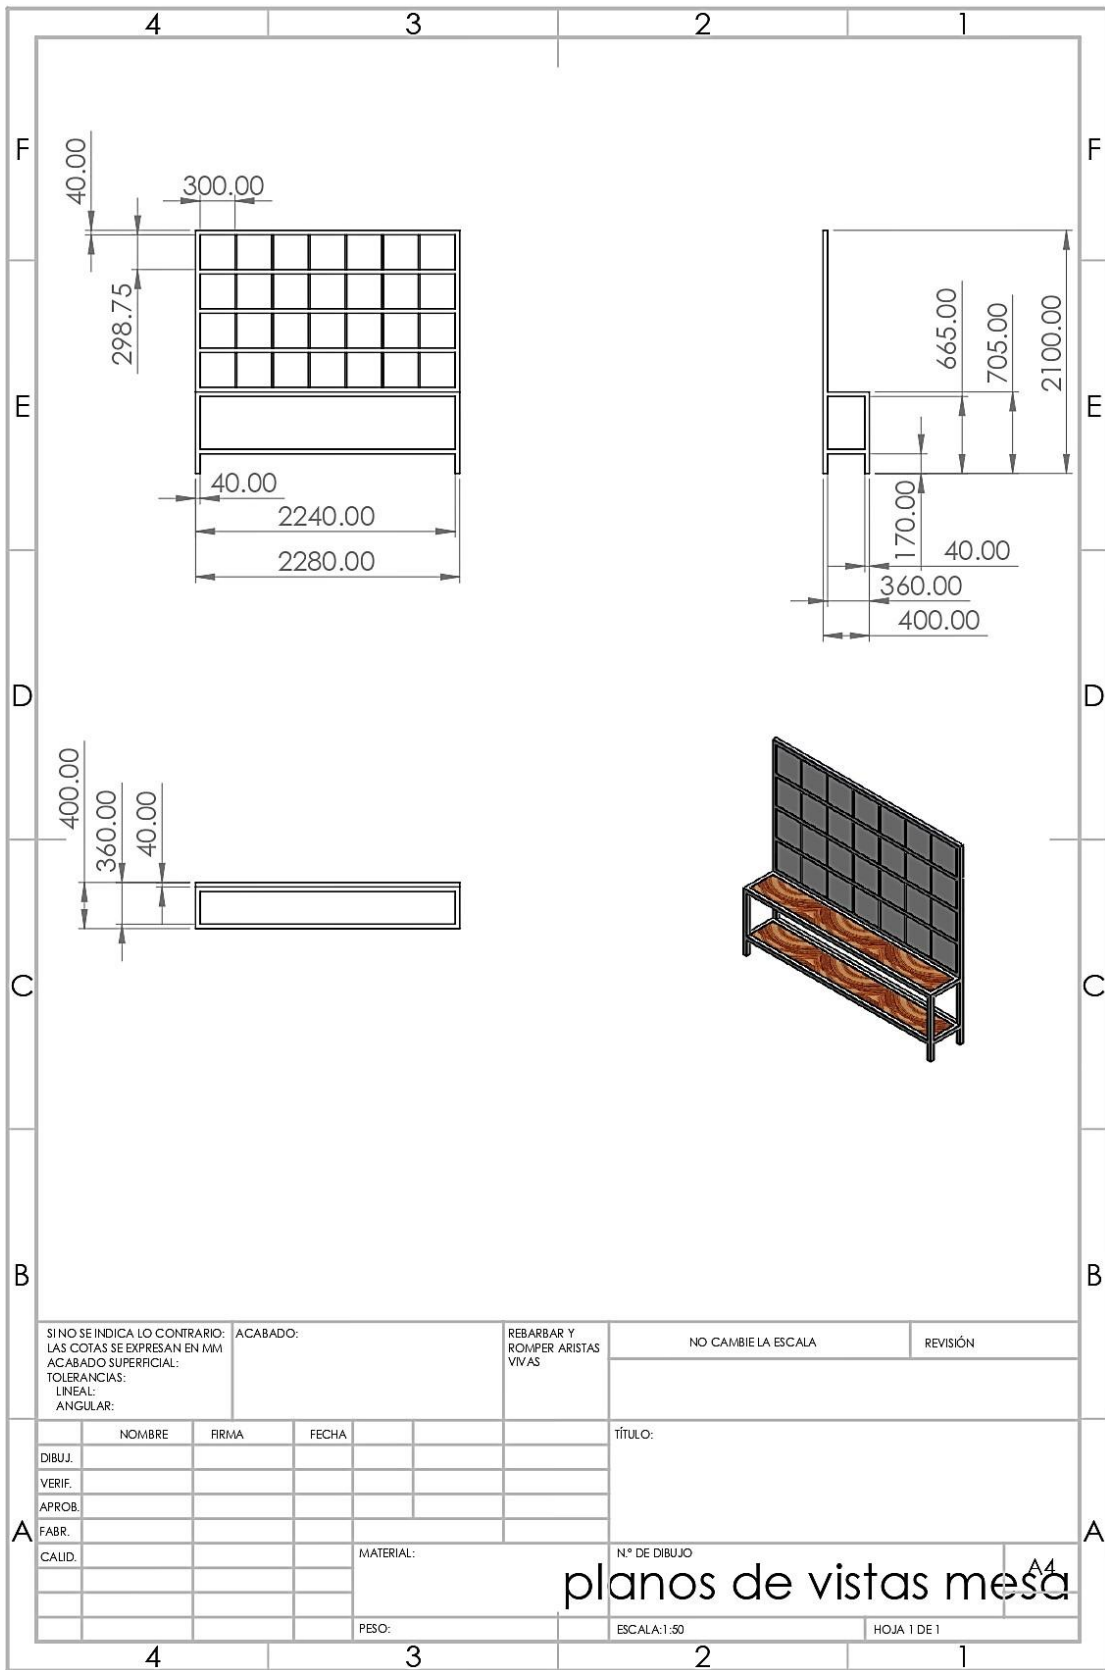 4 3 2 1
F F
40.00
300.00
298.75
665.00
705.00
2100.00
E E
40.00
2240.00
2280.00
170.00
40.00
360.00
400.00
D D
400.00
360.00
40.00
C C
B B
SI NO SE INDICA LO CONTRARIO:
LAS COTAS SE EXPRESAN EN MM
ACABADO SUPERFICIAL:
TOLERANCIAS:
LINEAL:
ANGULAR:
ACABADO:
REBARBAR Y
ROMPER ARISTAS
VIVAS
NO CAMBIE LA ESCALA
REVISIÓN
NOMBRE FIRMA FECHA
TÍTULO:
DIBUJ.
VERIF.
APROB.
FABR.
A A
CALID.
MATERIAL:
N.º DE DIBUJO
planos de vistas mesa
A4
PESO:
ESCALA:1:50
HOJA 1 DE 1
4 3 2 1